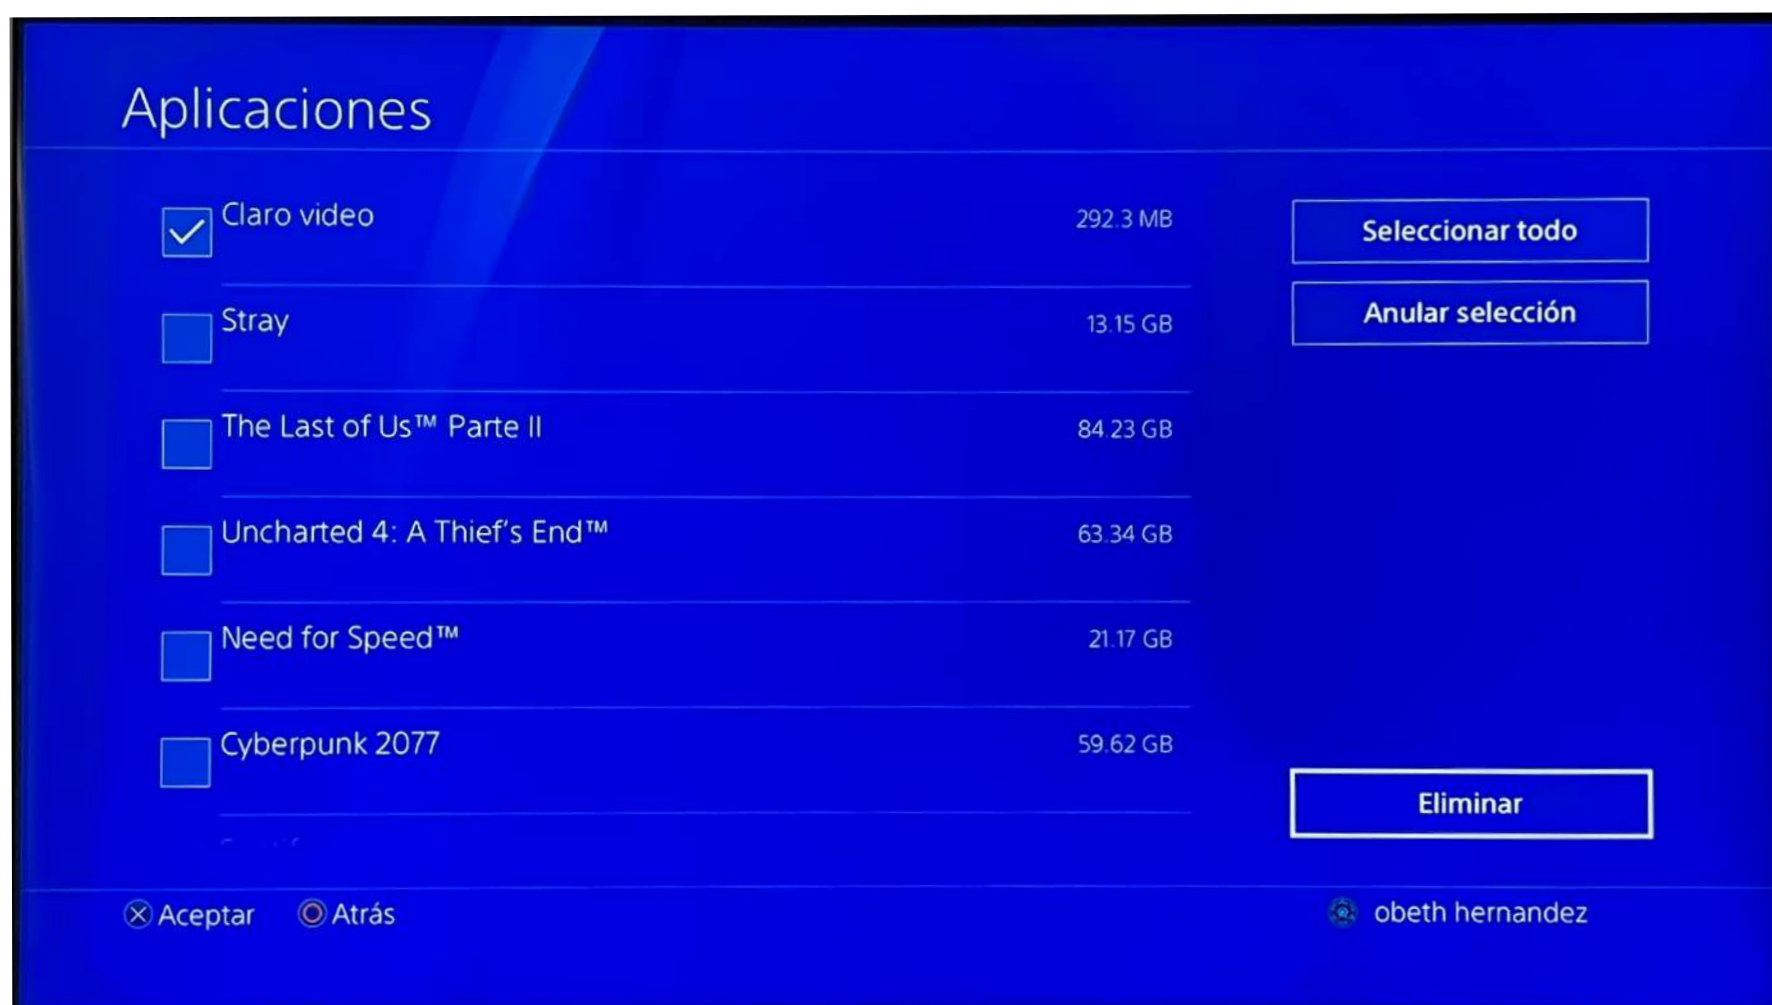 Aplicaciones
Claro video 292.3 MB
Stray 13.15 GB
The Last of Us™ Parte II 84.23 GB
Uncharted 4: A Thief's End™ 63.34 GB
Need for Speed™ 21.17 GB
Cyberpunk 2077 59.62 GB
Seleccionar todo
Anular selección
Eliminar
Aceptar Atrás
obeth hernandez